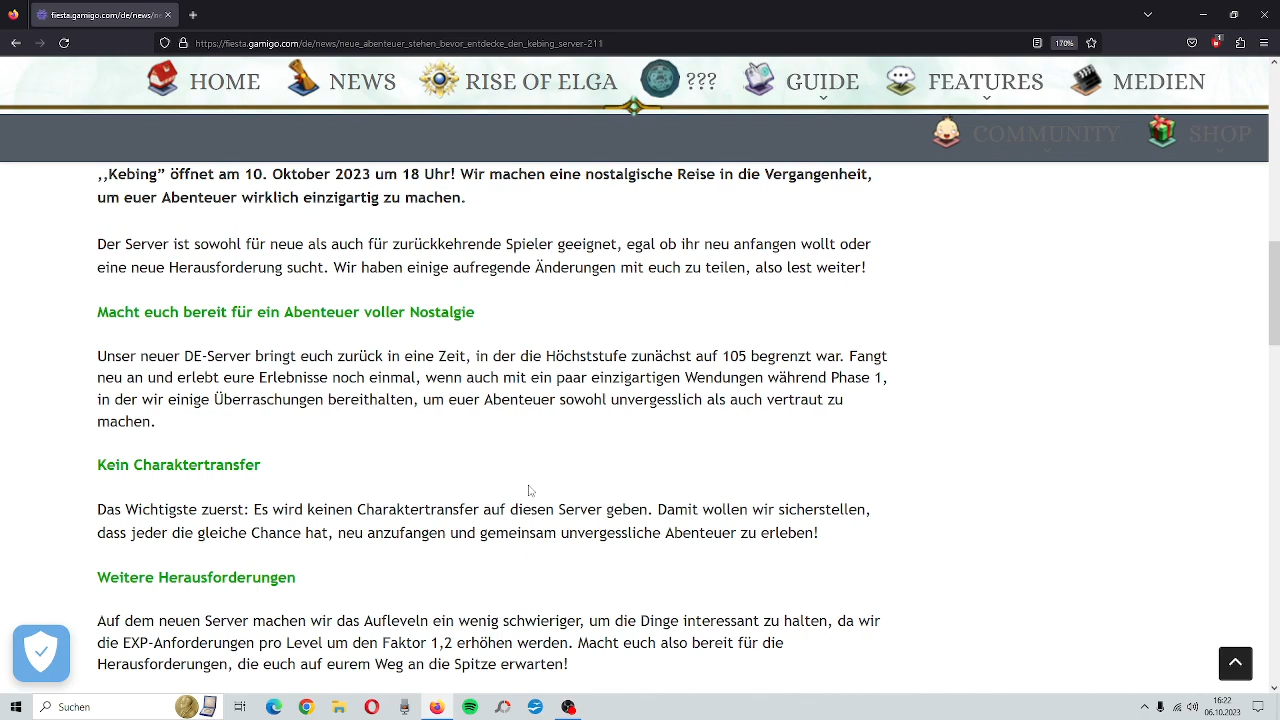 fiesta.gamigo.com/de/news/ne
https://fiesta.gamigo.com/de/news/neue_abenteuer_stehen_bevor_entdecke_den_kebing_server-211
170%
HOME NEWS RISE OF ELGA ??? GUIDE FEATURES MEDIEN
COMMUNITY SHOP
,,Kebing” öffnet am 10. Oktober 2023 um 18 Uhr! Wir machen eine nostalgische Reise in die Vergangenheit,
um euer Abenteuer wirklich einzigartig zu machen.
Der Server ist sowohl für neue als auch für zurückkehrende Spieler geeignet, egal ob ihr neu anfangen wollt oder
eine neue Herausforderung sucht. Wir haben einige aufregende Änderungen mit euch zu teilen, also lest weiter!
Macht euch bereit für ein Abenteuer voller Nostalgie
Unser neuer DE-Server bringt euch zurück in eine Zeit, in der die Höchststufe zunächst auf 105 begrenzt war. Fangt
neu an und erlebt eure Erlebnisse noch einmal, wenn auch mit ein paar einzigartigen Wendungen während Phase 1,
in der wir einige Überraschungen bereithalten, um euer Abenteuer sowohl unvergesslich als auch vertraut zu
machen.
Kein Charaktertransfer
Das Wichtigste zuerst: Es wird keinen Charaktertransfer auf diesen Server geben. Damit wollen wir sicherstellen,
dass jeder die gleiche Chance hat, neu anzufangen und gemeinsam unvergessliche Abenteuer zu erleben!
Weitere Herausforderungen
Auf dem neuen Server machen wir das Aufleveln ein wenig schwieriger, um die Dinge interessant zu halten, da wir
die EXP-Anforderungen pro Level um den Faktor 1,2 erhöhen werden. Macht euch also bereit für die
Herausforderungen, die euch auf eurem Weg an die Spitze erwarten!
Suchen
16:22
06.10.2023